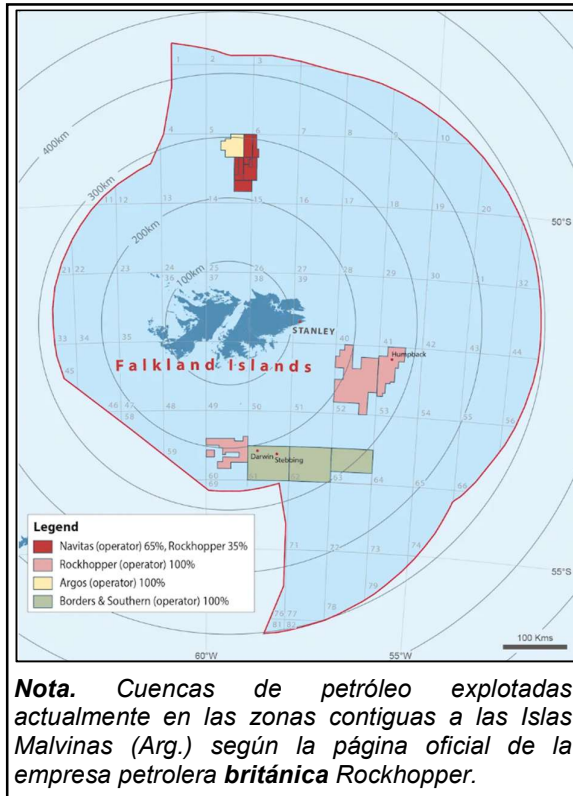 1 2 3
4 5 6 7 8 9 10
400km
300km
11 12 13 14 15 16 17 18 19 20
50°S
200km
21 22 23 24 25 26 27 28 29 30 31 32
100km
36 37 38 39
STANLEY
33 34 35 40 41 42 43 44
Humpback
Falkland Islands
45
46 47 48 49 50 51 52 53 54 55 56
Darwin
Stebbing
59 61 62 63 64 65 66
69
Legend
Navitas (operator) 65%, Rockhopper 35%
Rockhopper (operator) 100%
Argos (operator) 100%
Borders & Southern (operator) 100%
71 72 73 74
78 79
76 77
81 82
55°S
60°W 55°W
100 Kms
Nota. Cuencas de petróleo explotadas
actualmente en las zonas contiguas a las Islas
Malvinas (Arg.) según la página oficial de la
empresa petrolera británica Rockhopper.